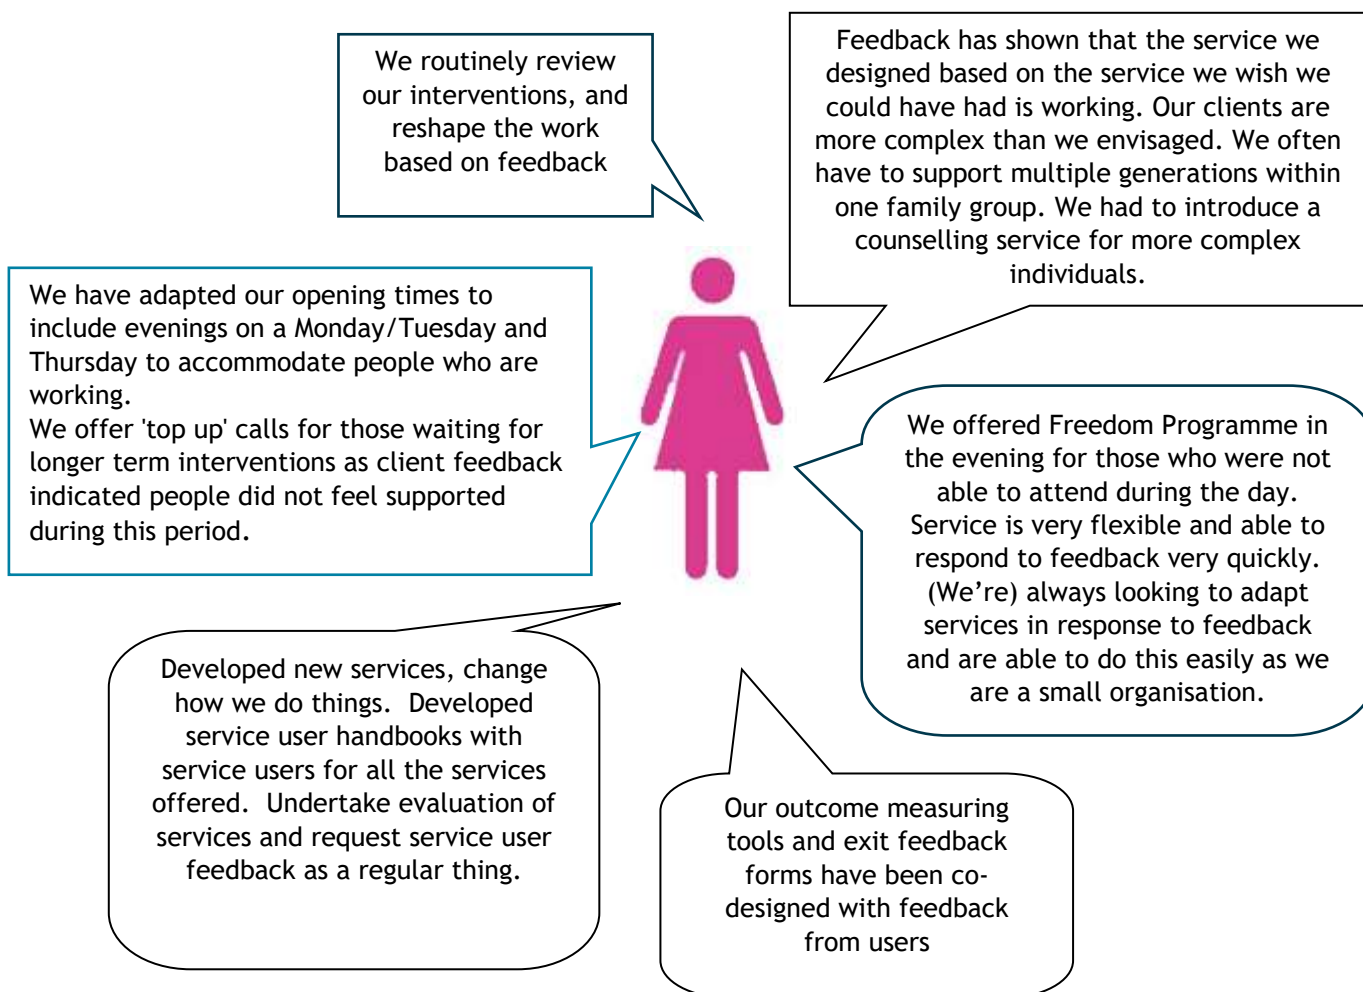 We routinely review
our interventions, and
reshape the work
based on feedback
Feedback has shown that the service we
designed based on the service we wish we
could have had is working. Our clients are
more complex than we envisaged. We often
have to support multiple generations within
one family group. We had to introduce a
counselling service for more complex
individuals.
We have adapted our opening times to
include evenings on a Monday/Tuesday and
Thursday to accommodate people who are
working.
We offer 'top up' calls for those waiting for
longer term interventions as client feedback
indicated people did not feel supported
during this period.
We offered Freedom Programme in
the evening for those who were not
able to attend during the day.
Service is very flexible and able to
respond to feedback very quickly.
(We’re) always looking to adapt
services in response to feedback
and are able to do this easily as we
are a small organisation.
Developed new services, change
how we do things.  Developed
service user handbooks with
service users for all the services
offered.  Undertake evaluation of
services and request service user
feedback as a regular thing.
Our outcome measuring
tools and exit feedback
forms have been co-
designed with feedback
from users